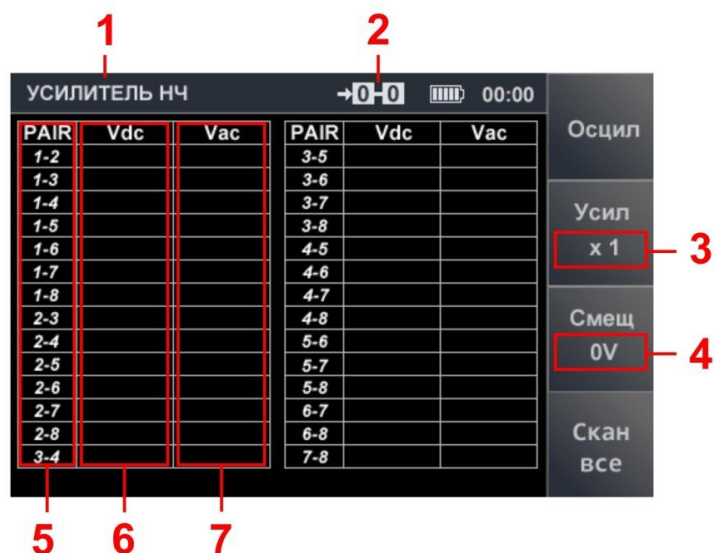 1 2
УСИЛИТЕЛЬ НЧ →0-0 00:00
PAIR Vdc Vac PAIR Vdc Vac
1-2 3-5
1-3 3-6
1-4 3-7
1-5 3-8
1-6 4-5
1-7 4-6
1-8 4-7
2-3 4-8
2-4 5-6
2-5 5-7
2-6 5-8
2-7 6-7
2-8 6-8
3-4 7-8
Осцил
Усил
x 1 3
Смещ
0V 4
Скан
все
5 6 7